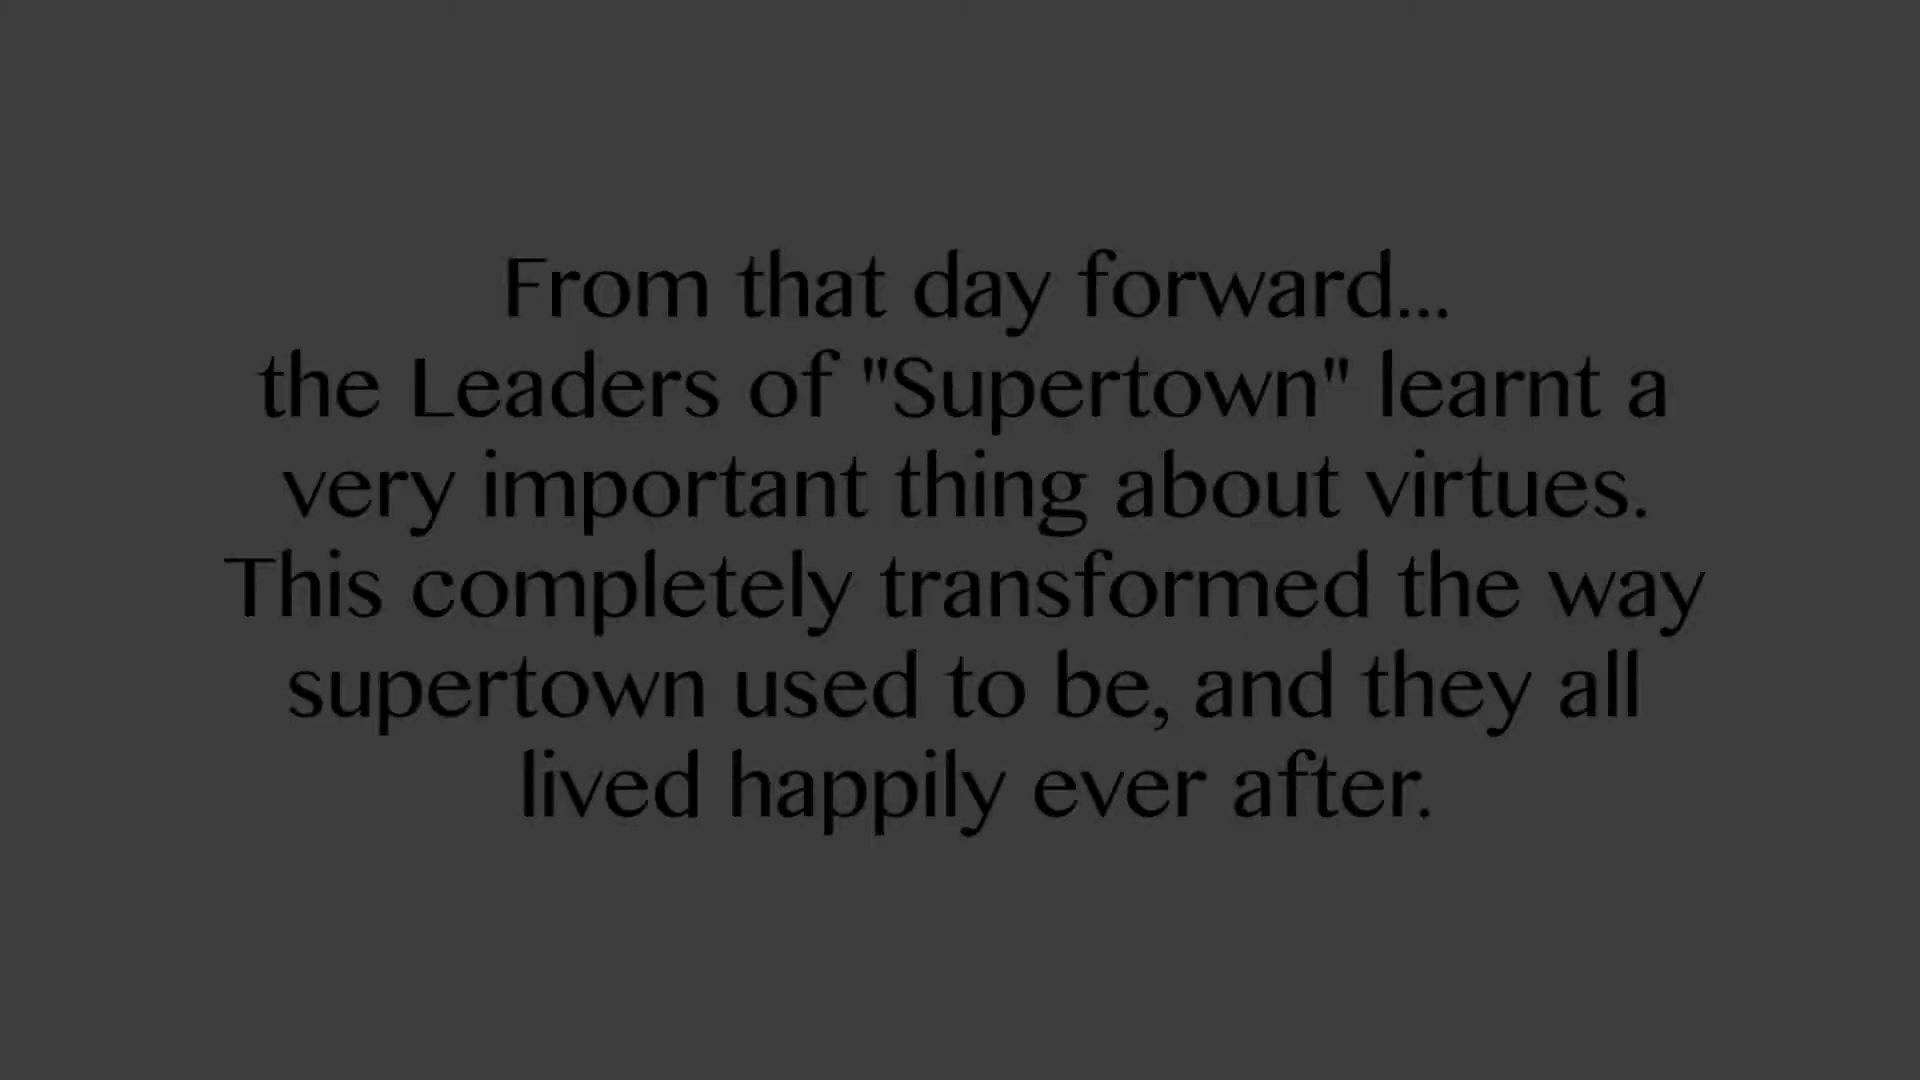 From that day forward...
the Leaders of "Supertown" learnt a
very important thing about virtues.
This completely transformed the way
supertown used to be, and they all
lived happily ever after.